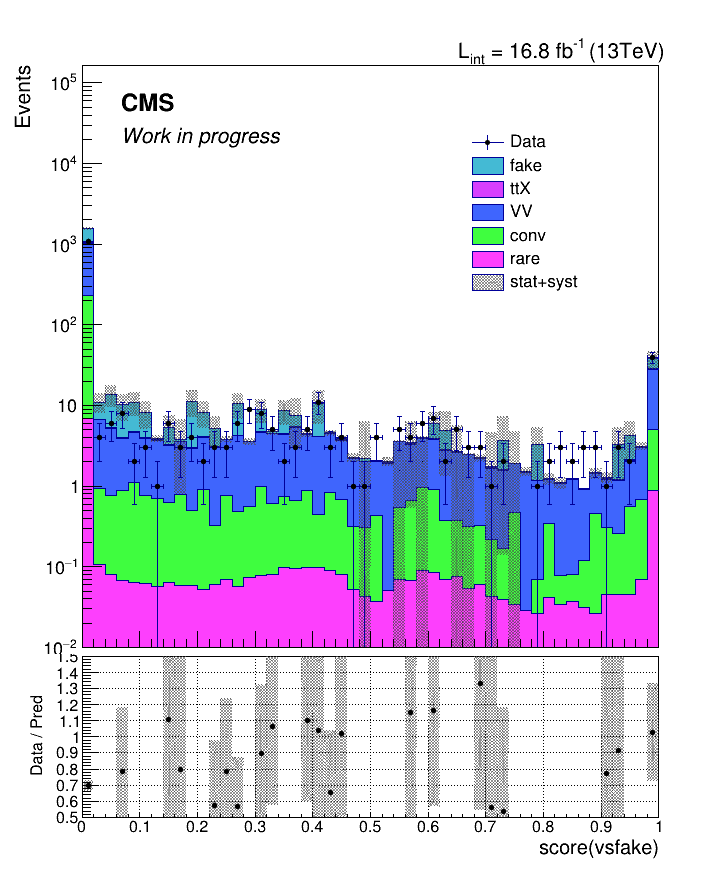 L_int = 16.8 fb^-1 (13TeV)
Events
10^5
CMS
Work in progress
Data
fake
ttX
VV
conv
rare
stat+syst
10^4
10^3
10^2
10
1
10^−1
10^−2
1.5
1.4
1.3
1.2
1.1
1
0.9
0.8
0.7
0.6
0.5
Data / Pred
0 0.1 0.2 0.3 0.4 0.5 0.6 0.7 0.8 0.9 1
score(vsfake)